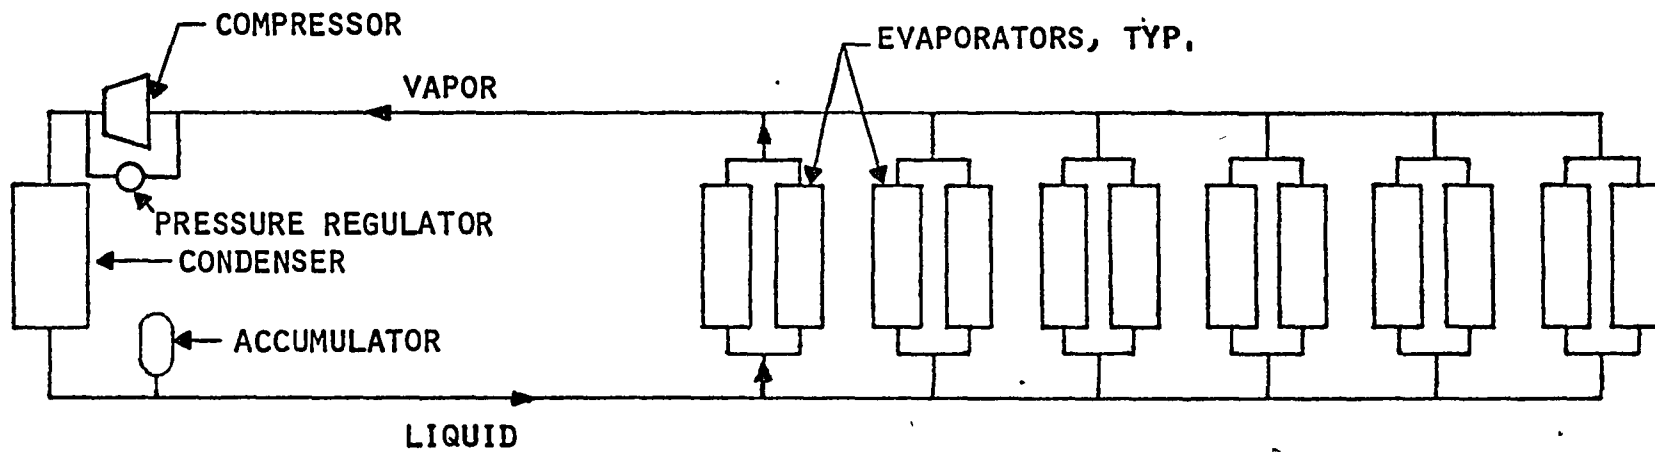 COMPRESSOR
EVAPORATORS, TYP.
VAPOR
PRESSURE REGULATOR
CONDENSER
ACCUMULATOR
LIQUID